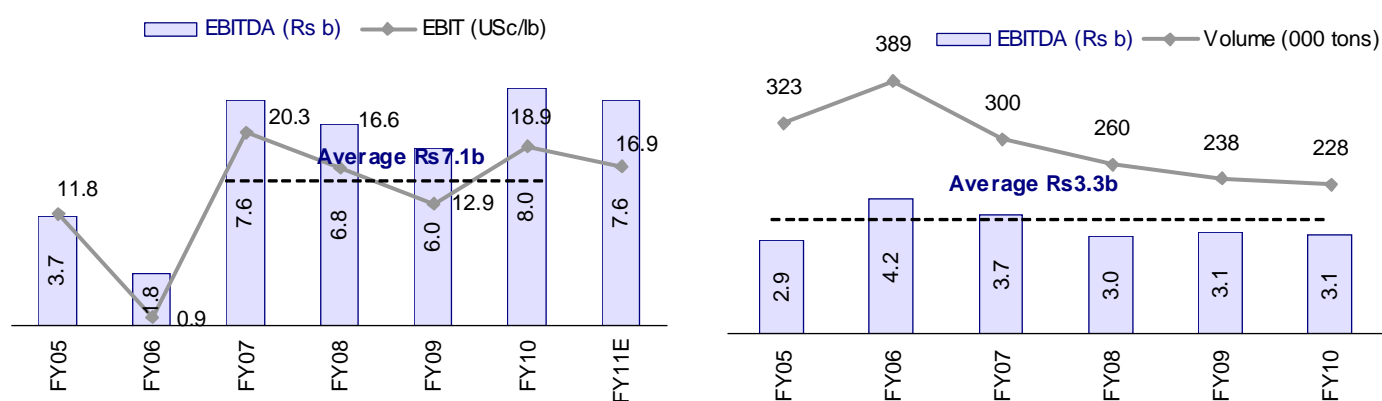 EBITDA (Rs b) EBIT (USc/lb)
11.8
0.9
20.3
16.6
12.9
18.9
16.9
Average Rs7.1b
3.7
1.8
7.6
6.8
6.0
8.0
7.6
FY05
FY06
FY07
FY08
FY09
FY10
FY11E
EBITDA (Rs b) Volume (000 tons)
323
389
300
260
238
228
Average Rs3.3b
2.9
4.2
3.7
3.0
3.1
3.1
FY05
FY06
FY07
FY08
FY09
FY10